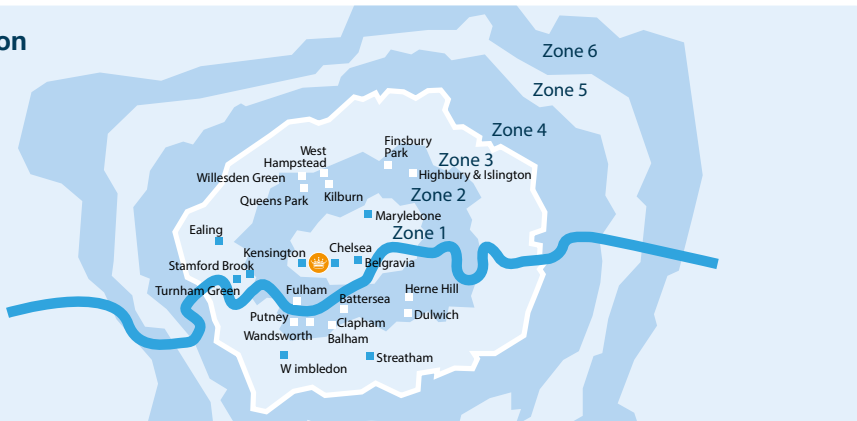 on
Zone 6
Zone 5
Zone 4
Finsbury
Park
West
Hampstead
Zone 3
Willesden Green
Highbury & Islington
Queens Park
Kilburn
Zone 2
Marylebone
Ealing
Zone 1
Kensington
Chelsea
Stamford Brook
Belgravia
Turnham Green
Fulham
Herne Hill
Battersea
Putney
Clapham
Dulwich
Wandsworth
Balham
Streatham
W imbledon